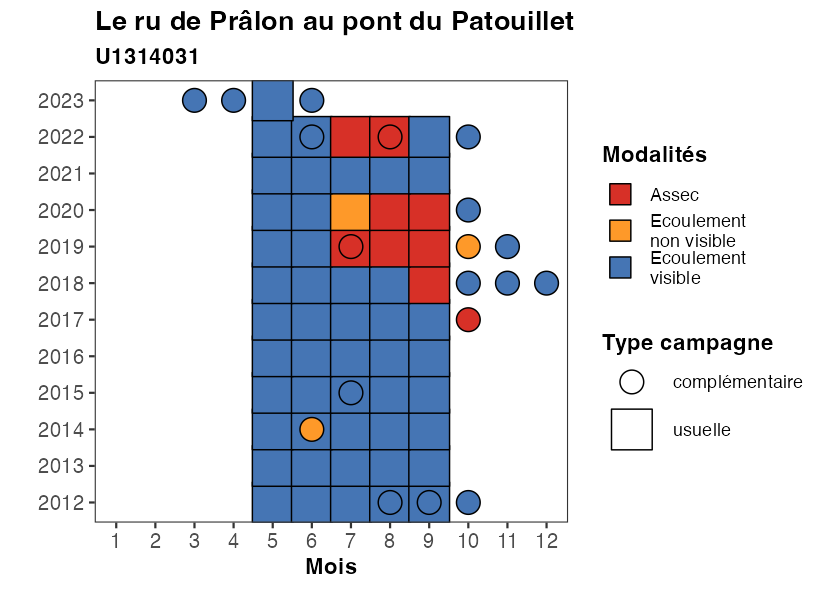 Le ru de Prâlon au pont du Patouillet
U1314031
2023
2022
2021
2020
2019
2018
2017
2016
2015
2014
2013
2012
1 2 3 4 5 6 7 8 9 10 11 12
Mois
Modalités
Assec
Ecoulement
non visible
Ecoulement
visible
Type campagne
complémentaire
usuelle